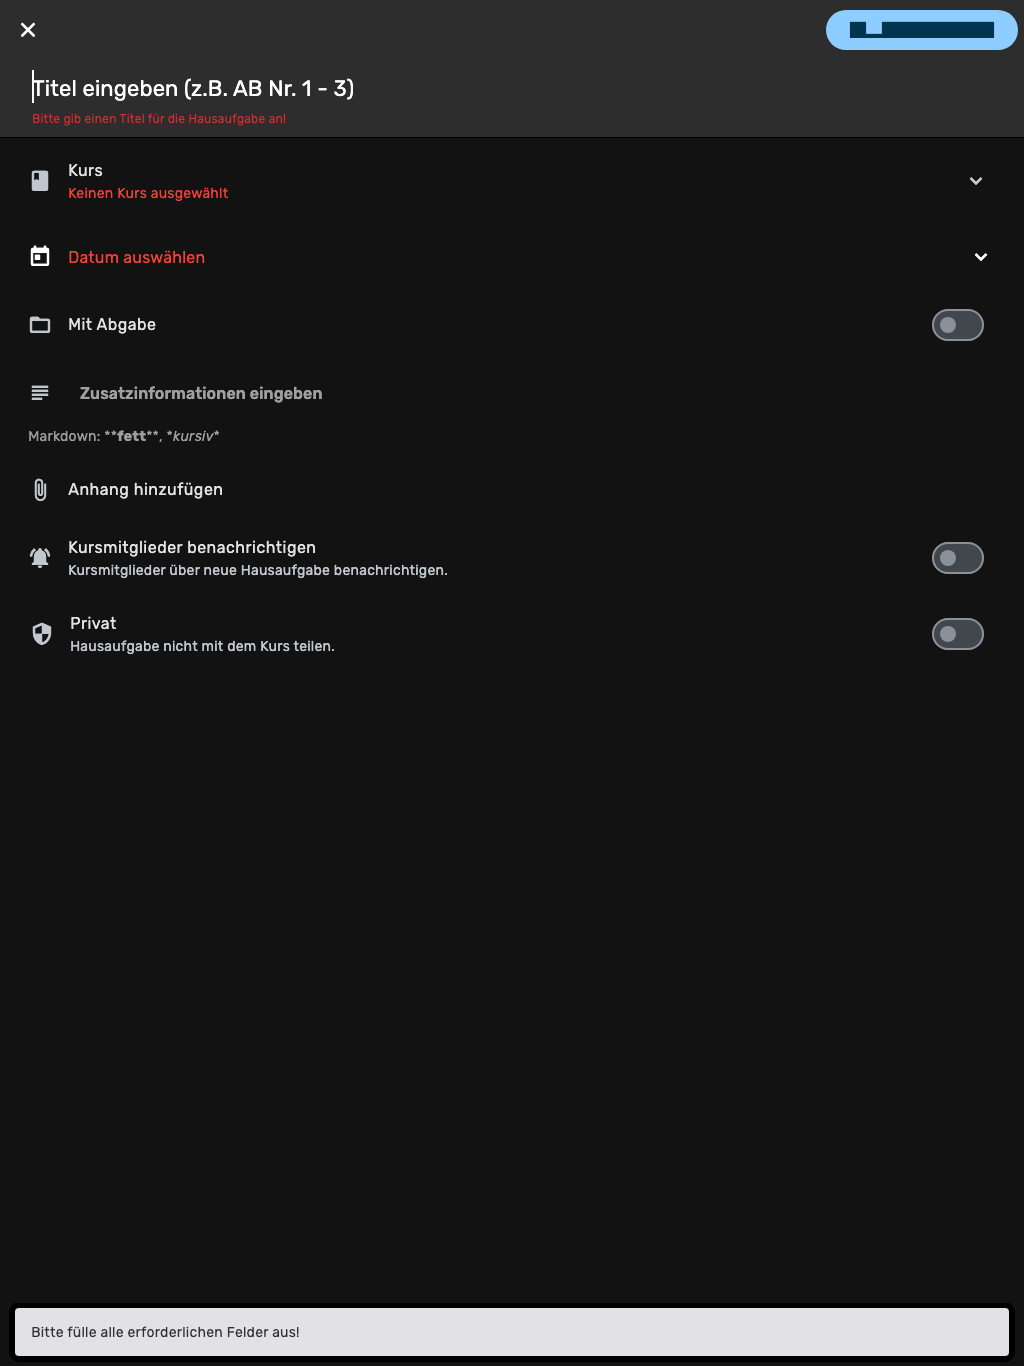 Titel eingeben (z.B. AB Nr. 1 - 3)
Bitte gib einen Titel für die Hausaufgabe an!
Kurs
Keinen Kurs ausgewählt
Datum auswählen
Mit Abgabe
Zusatzinformationen eingeben
Markdown: **fett**, *kursiv*
Anhang hinzufügen
Kursmitglieder benachrichtigen
Kursmitglieder über neue Hausaufgabe benachrichtigen.
Privat
Hausaufgabe nicht mit dem Kurs teilen.
Bitte fülle alle erforderlichen Felder aus!